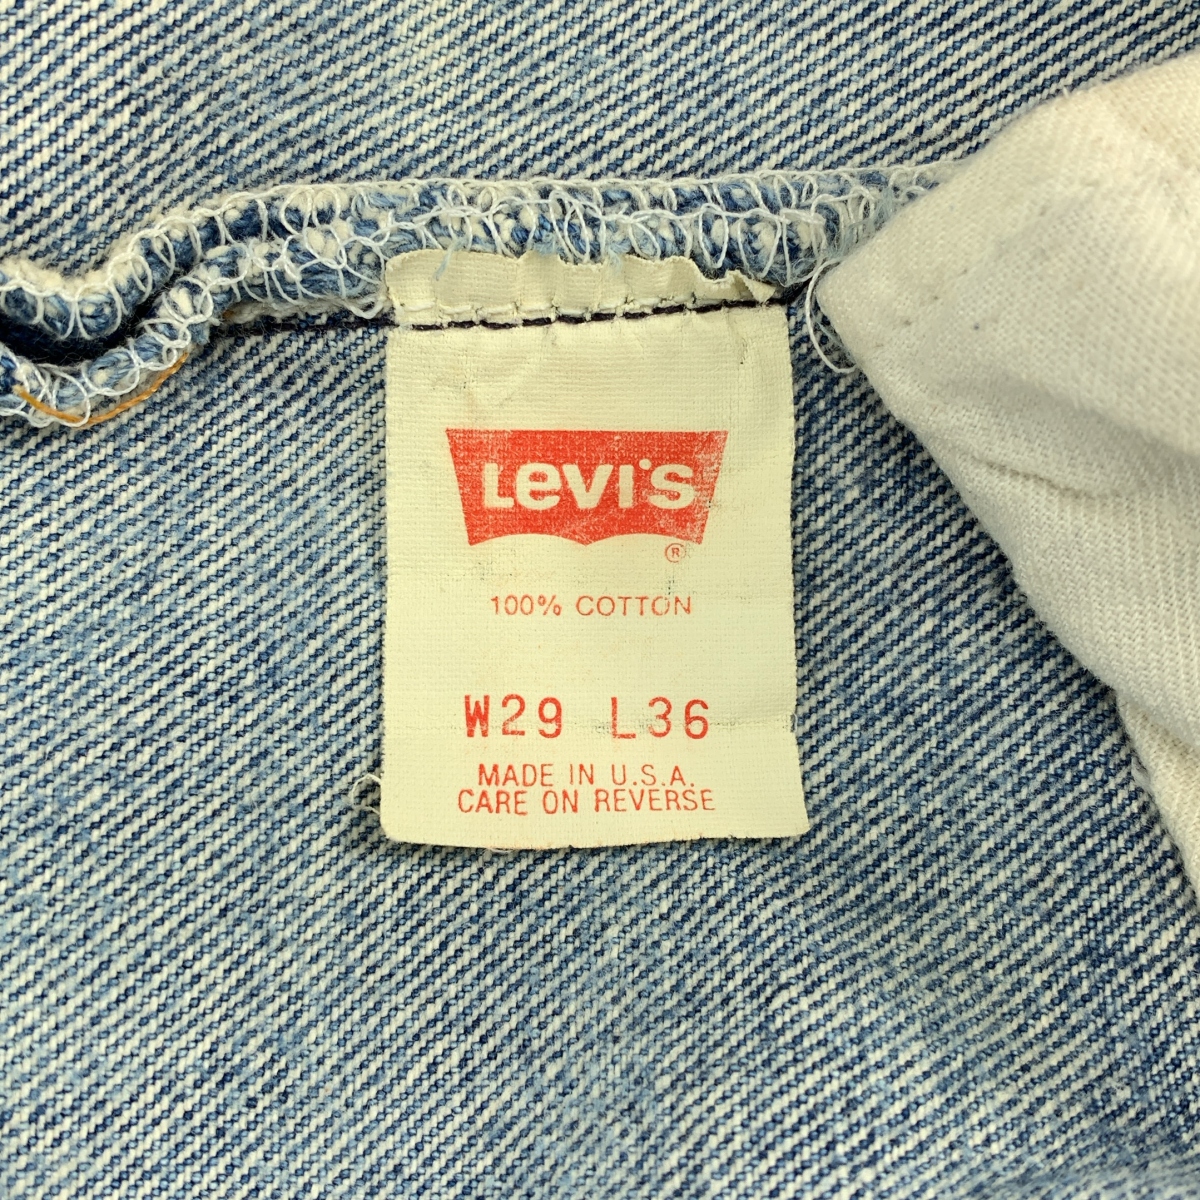 Levi's
®
100% COTTON
W29 L36
MADE IN U.S.A.
CARE ON REVERSE